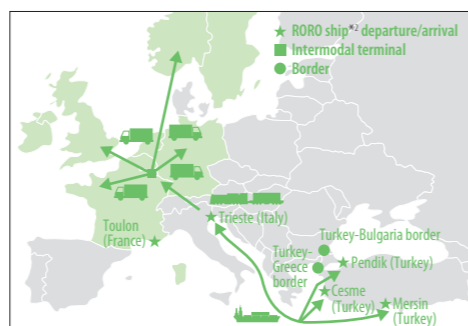 ★ RORO ship*2 departure/arrival
■ Intermodal terminal
● Border
Toulon
(France)
Trieste (Italy)
Turkey-Bulgaria border
Turkey-
Greece
border
Pendik (Turkey)
Cesme
(Turkey)
Mersin
(Turkey)